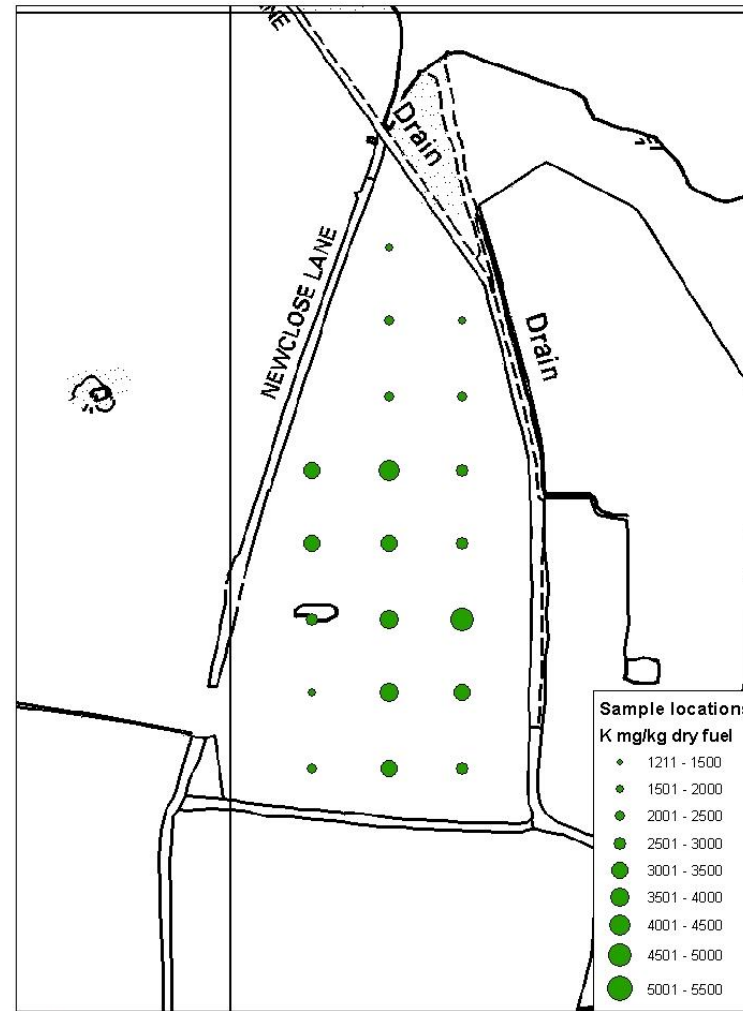 NE
Drain
NEWCLOSE LANE
Drain
Sample locations
K mg/kg dry fuel
1211 - 1500
1501 - 2000
2001 - 2500
2501 - 3000
3001 - 3500
3501 - 4000
4001 - 4500
4501 - 5000
5001 - 5500